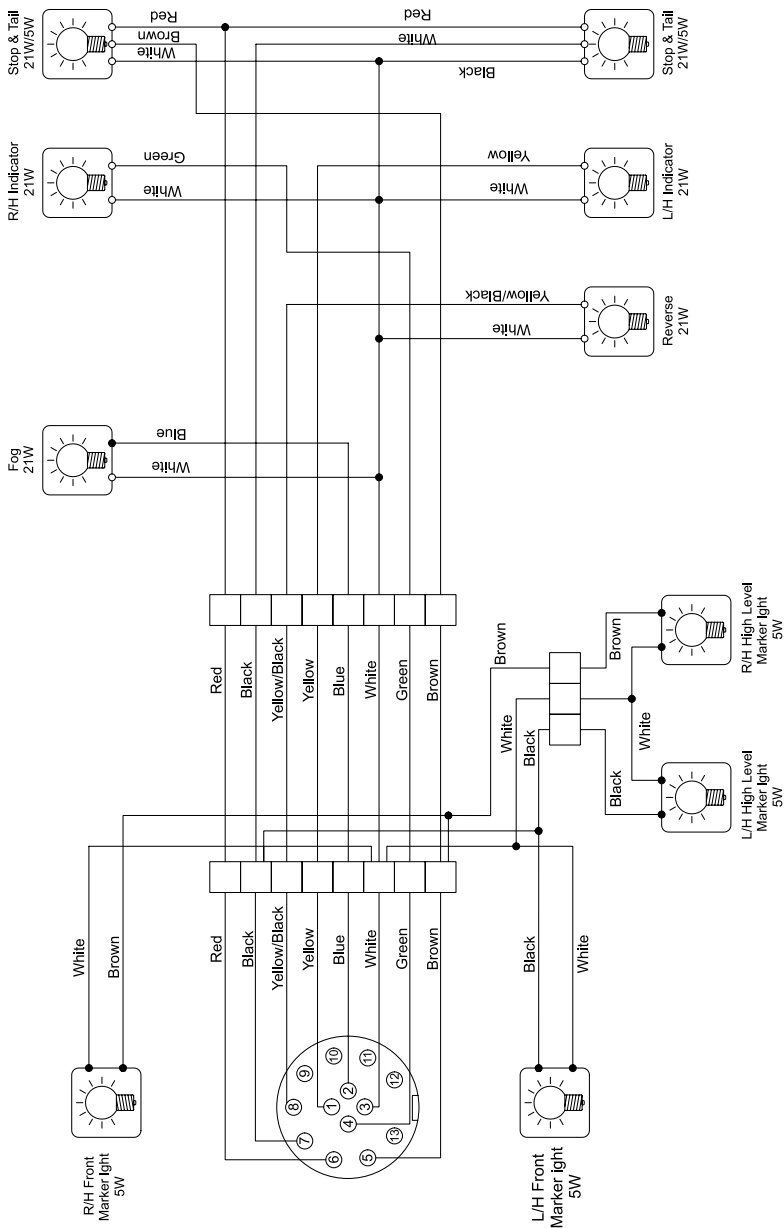 Stop & Tail
21W/5W
Red
Brown
White
Red
White
Black
Stop & Tail
21W/5W
R/H Indicator
21W
Green
White
Yellow
White
L/H Indicator
21W
Yellow/Black
White
Reverse
21W
Fog
21W
Blue
White
Red
Black
Yellow/Black
Yellow
Blue
White
Green
Brown
Brown
White
Black
Brown
White
Black
R/H High Level
Marker light
5W
L/H High Level
Marker light
5W
White
Brown
Red
Black
Yellow/Black
Yellow
Blue
White
Green
Brown
Black
White
1
2
3
4
5
6
7
8
9
10
11
12
13
R/H Front
Marker light
5W
L/H Front
Marker ight
5W